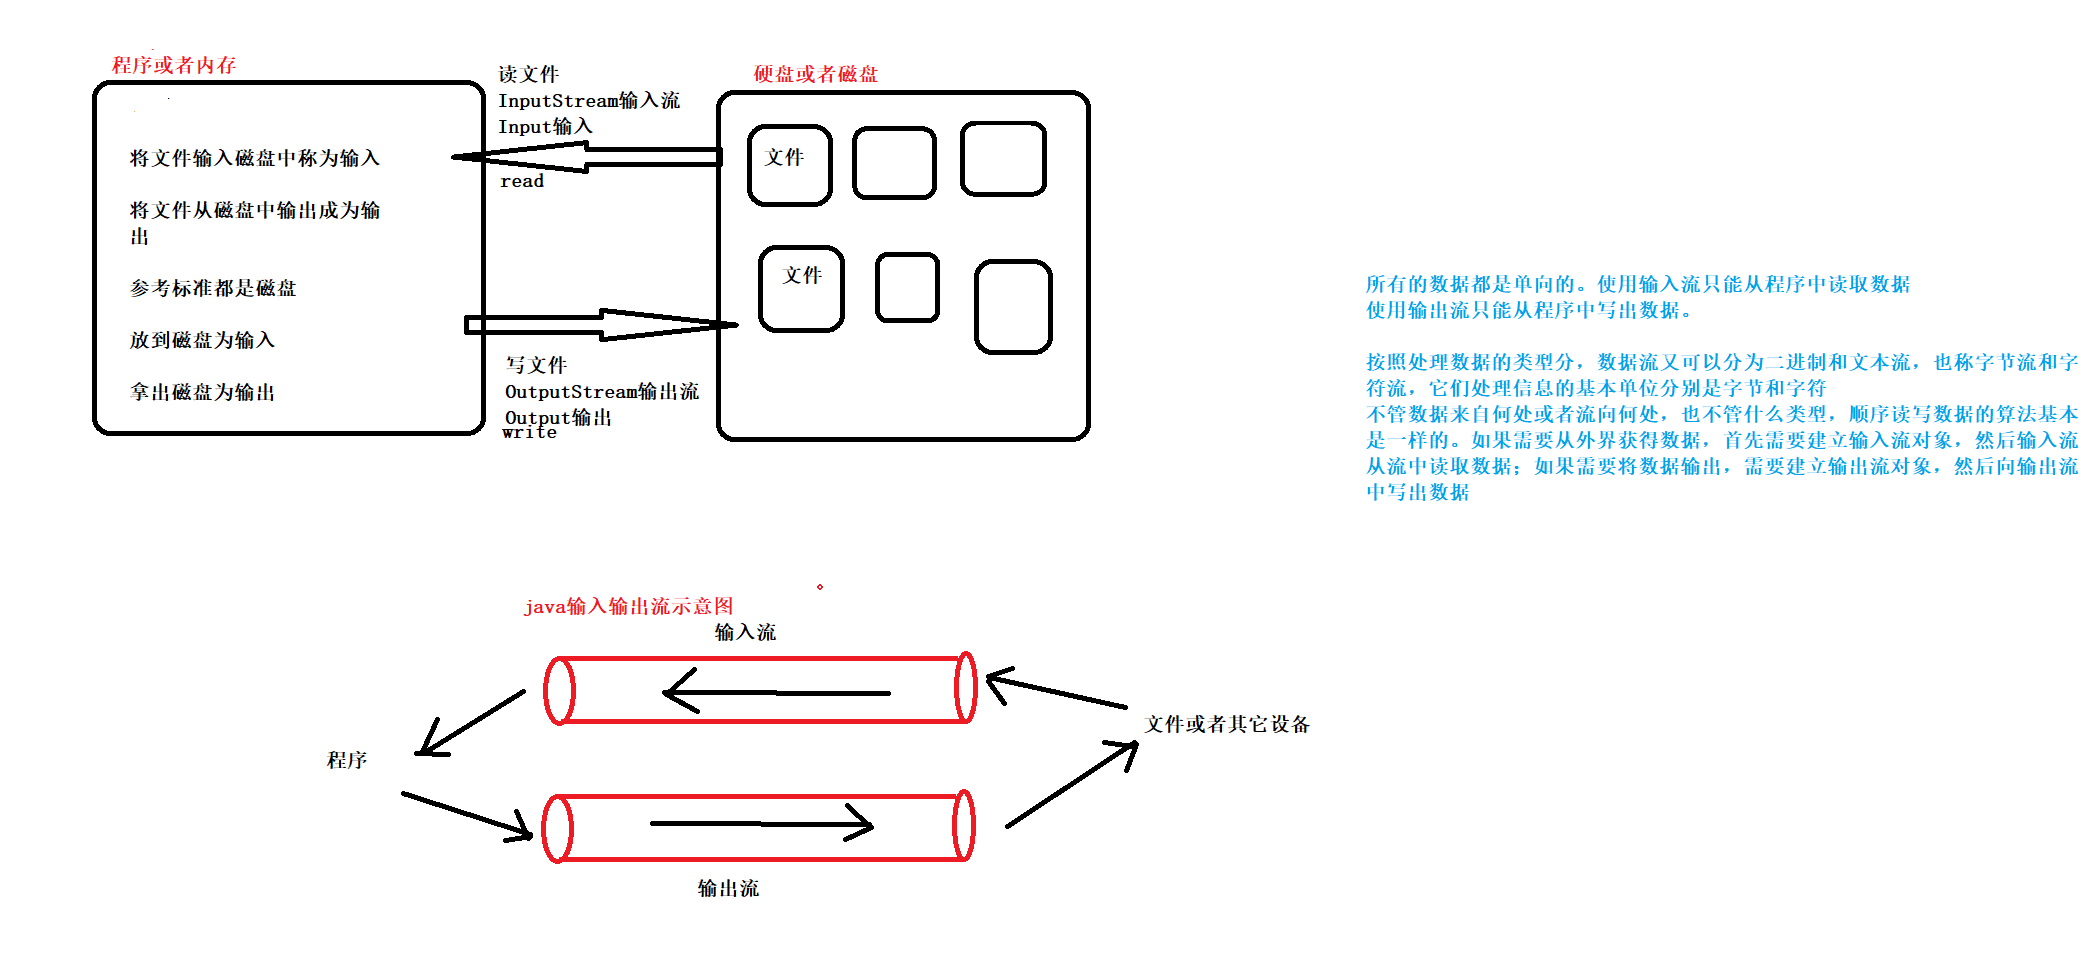 程序或者内存
将文件输入磁盘中称为输入
将文件从磁盘中输出成为输
出
参考标准都是磁盘
放到磁盘为输入
拿出磁盘为输出
读文件
InputStream输入流
Input输入
read
写文件
OutputStream输出流
Output输出
write
硬盘或者磁盘
文件
文件
所有的数据都是单向的。使用输入流只能从程序中读取数据
使用输出流只能从程序中写出数据。
按照处理数据的类型分，数据流又可以分为二进制和文本流，也称字节流和字
符流，它们处理信息的基本单位分别是字节和字符
不管数据来自何处或者流向何处，也不管什么类型，顺序读写数据的算法基本
是一样的。如果需要从外界获得数据，首先需要建立输入流对象，然后输入流
从流中读取数据；如果需要将数据输出，需要建立输出流对象，然后向输出流
中写出数据
java输入输出流示意图
输入流
程序
文件或者其它设备
输出流